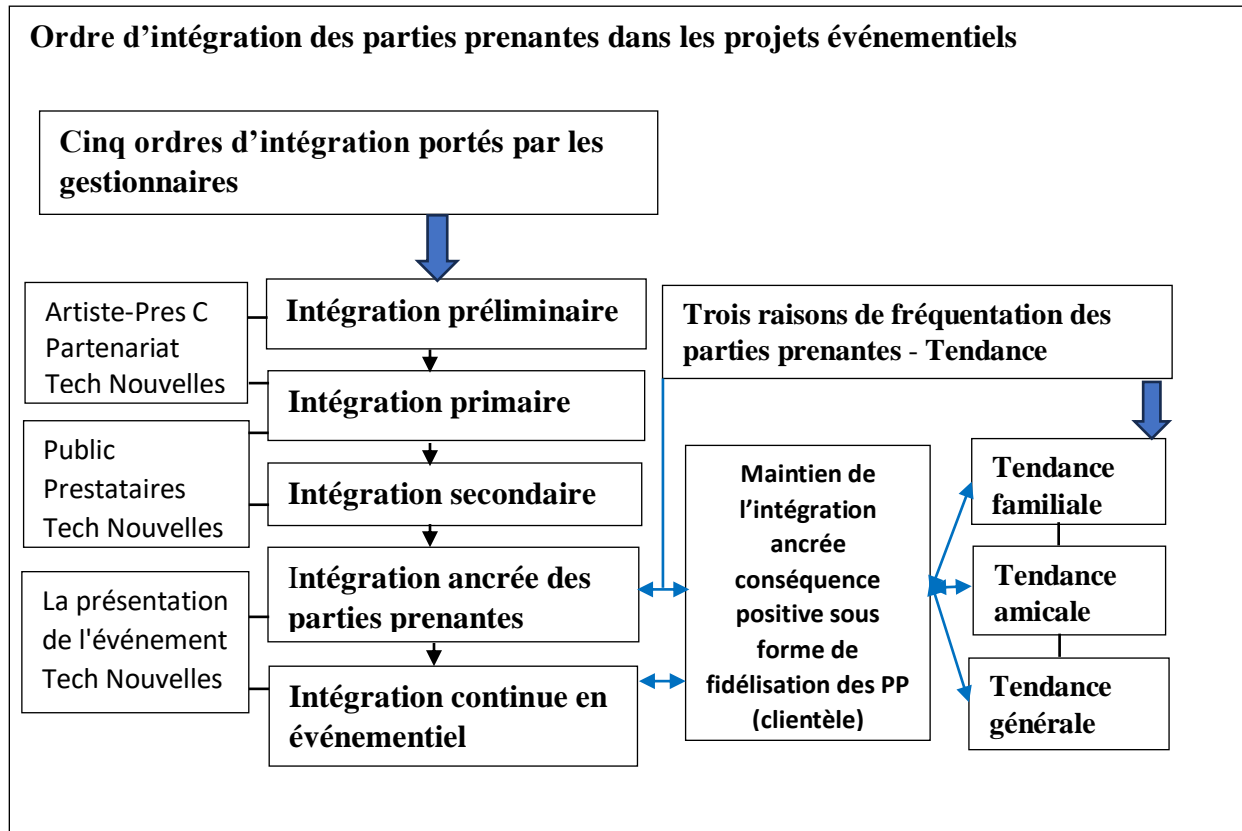 Ordre d’intégration des parties prenantes dans les projets événementiels
Cinq ordres d’intégration portés par les
gestionnaires
Artiste-Pres C
Partenariat
Tech Nouvelles
Intégration préliminaire
Intégration primaire
Public
Prestataires
Tech Nouvelles
Intégration secondaire
Intégration ancrée des
parties prenantes
La présentation
de l'événement
Tech Nouvelles
Intégration continue en
événementiel
Trois raisons de fréquentation des
parties prenantes - Tendance
Maintien de
l’intégration
ancrée
conséquence
positive sous
forme de
fidélisation des PP
(clientèle)
Tendance
familiale
Tendance
amicale
Tendance
générale